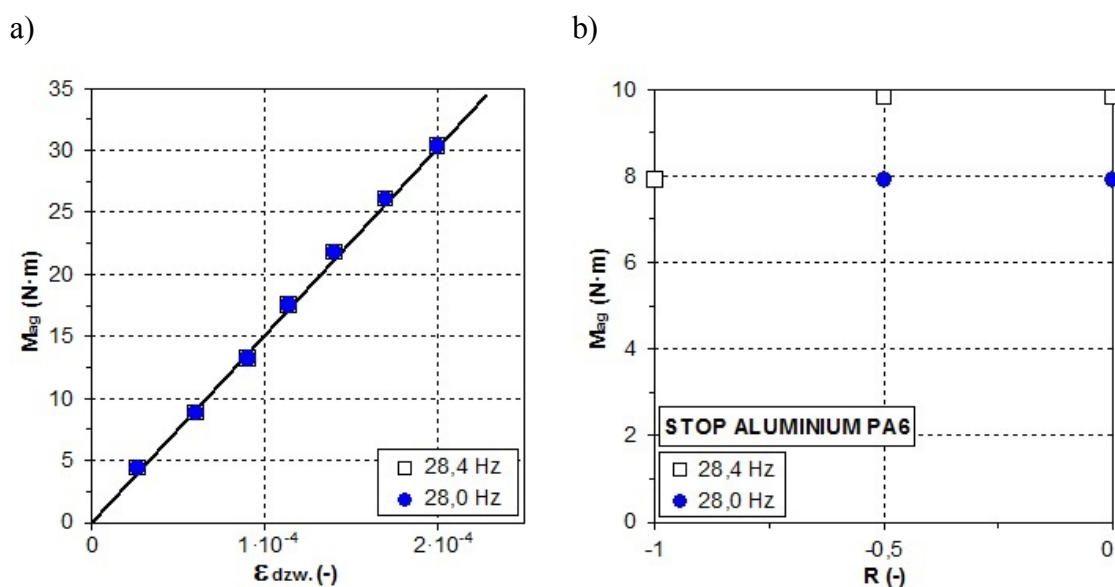 a)
b)
35
30
25
20
15
10
5
0
Mag (N·m)
0
1·10⁻⁴
2·10⁻⁴
ε dzw. (-)
28,4 Hz
28,0 Hz
10
8
6
4
2
0
Mag (N·m)
STOP ALUMINIUM PA6
28,4 Hz
28,0 Hz
-1
-0,5
0
R (-)